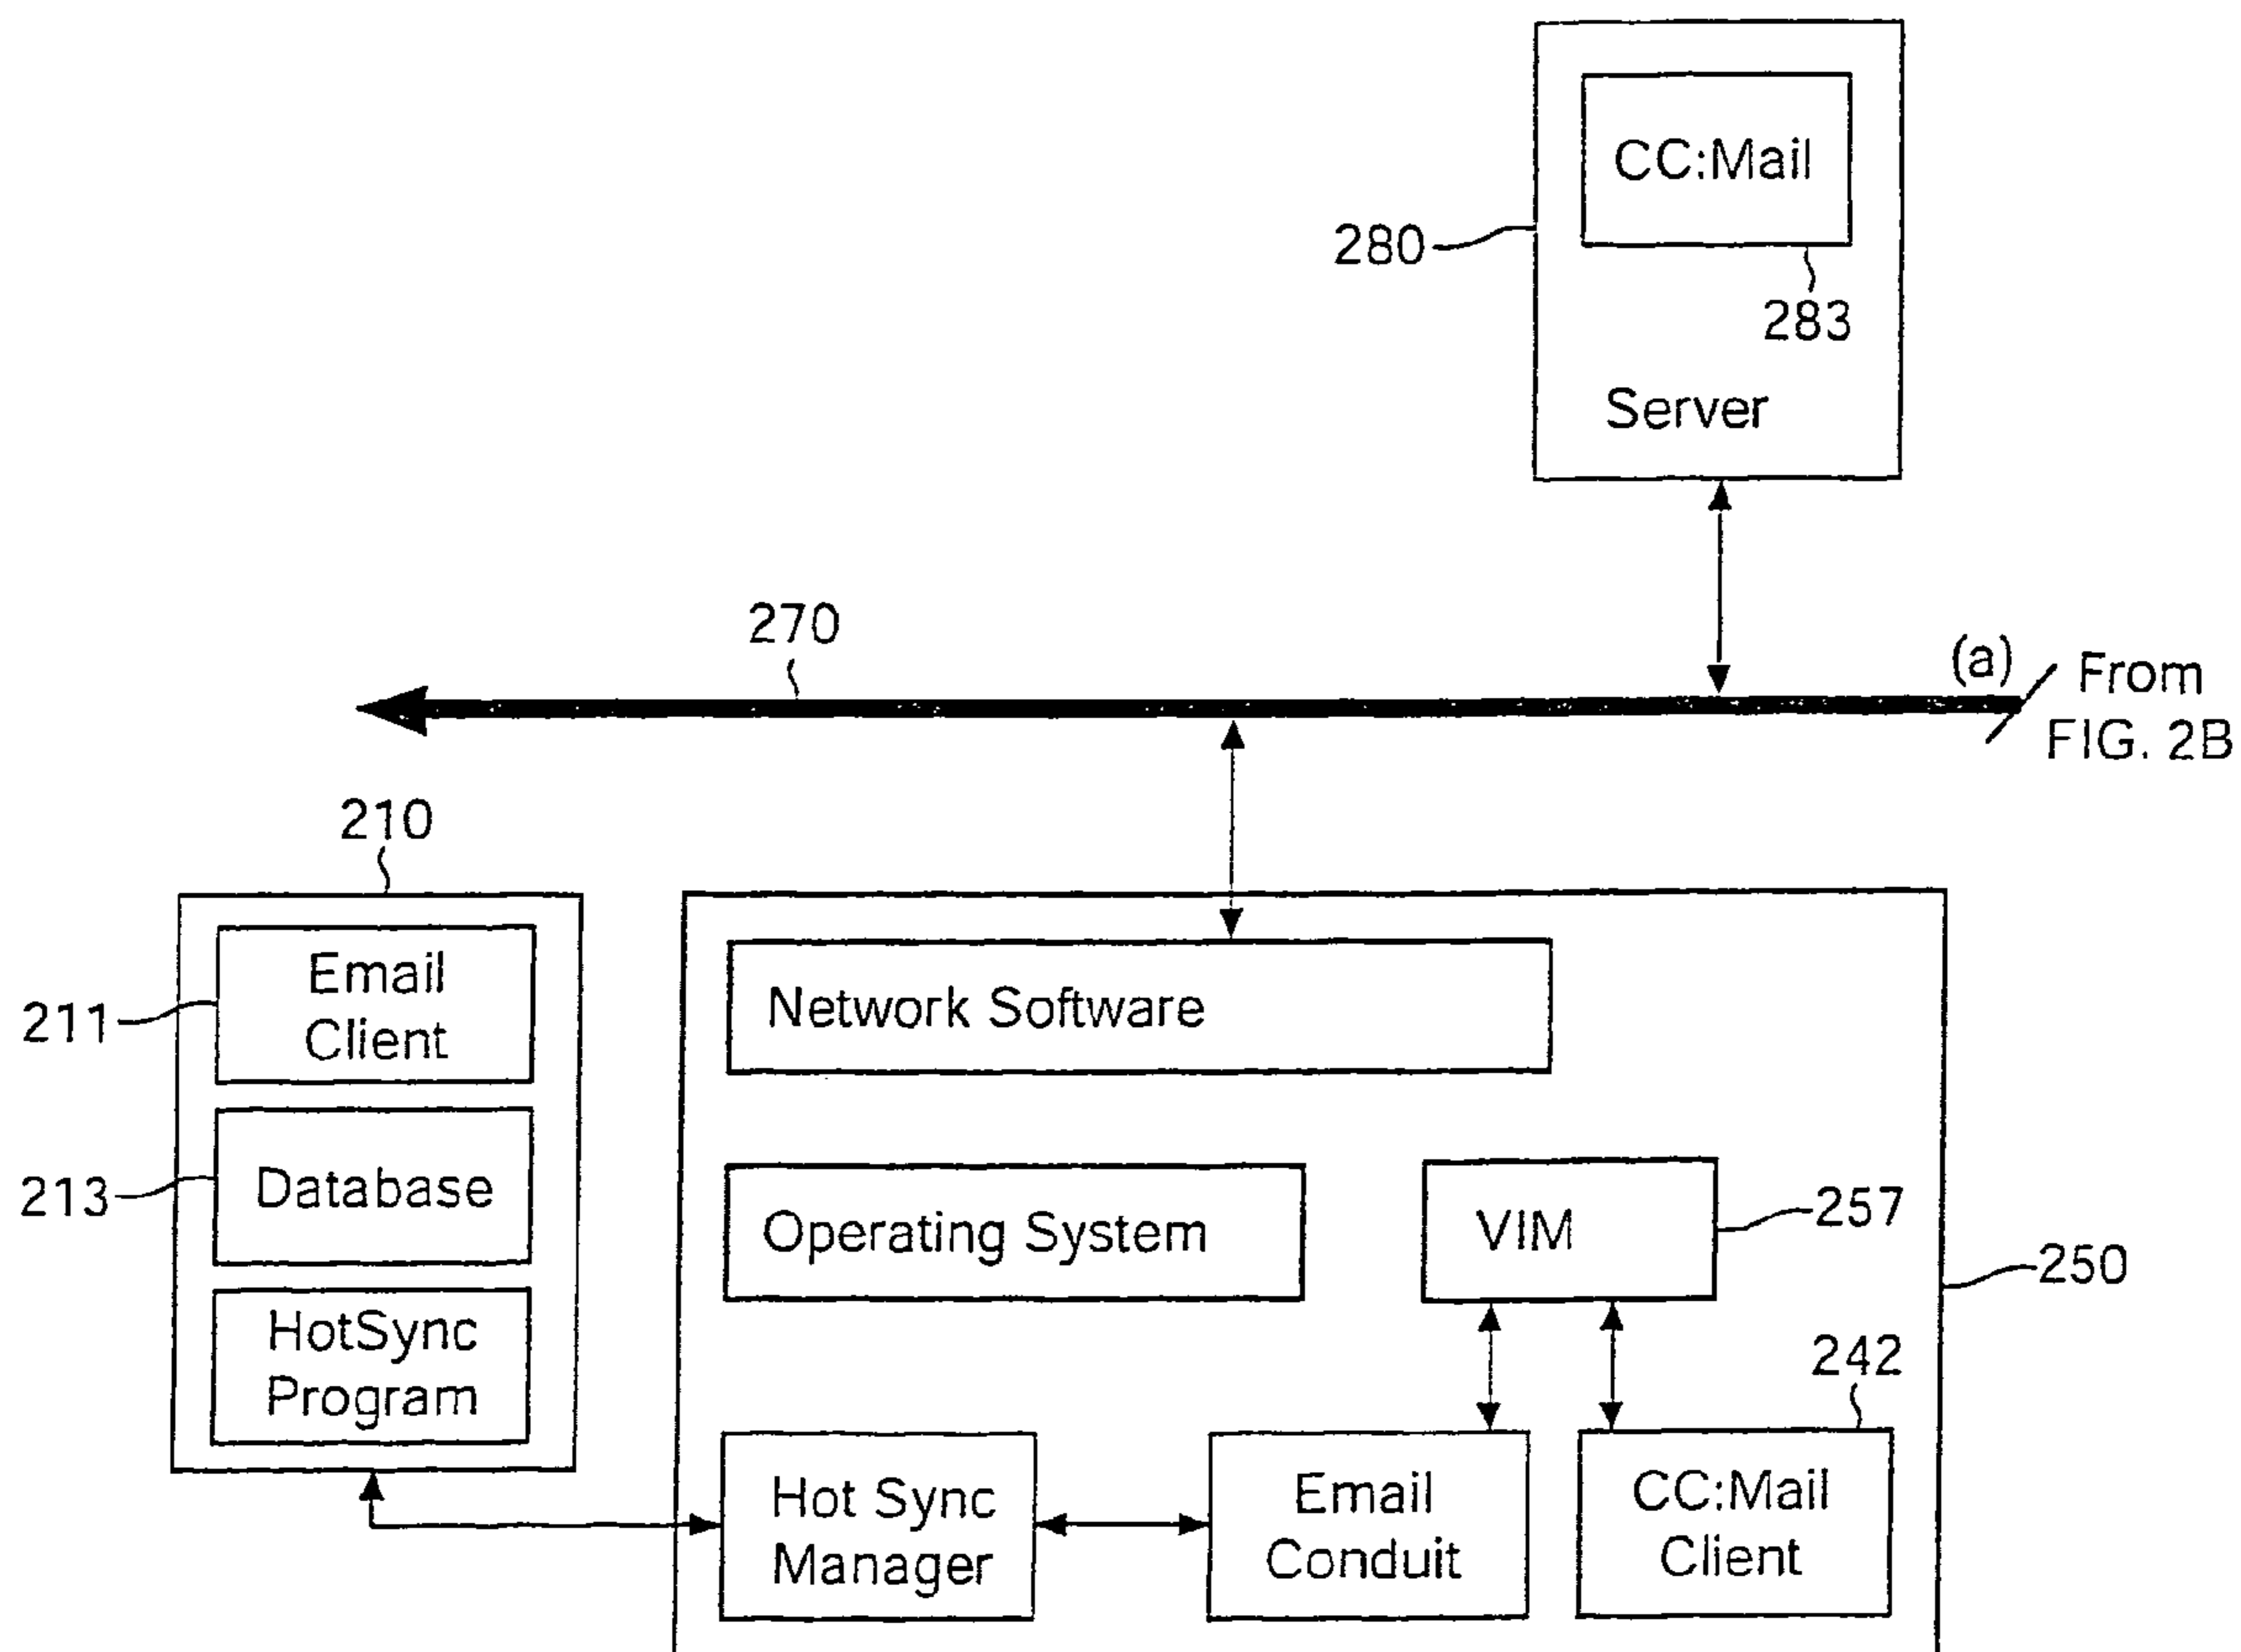 CC:Mail
280
283
Server
270
(a)
From
FIG. 2B
210
Email
Client
211
Network Software
Database
213
Operating System
VIM
257
250
HotSync
Program
242
Hot Sync
Manager
Email
Conduit
CC:Mail
Client